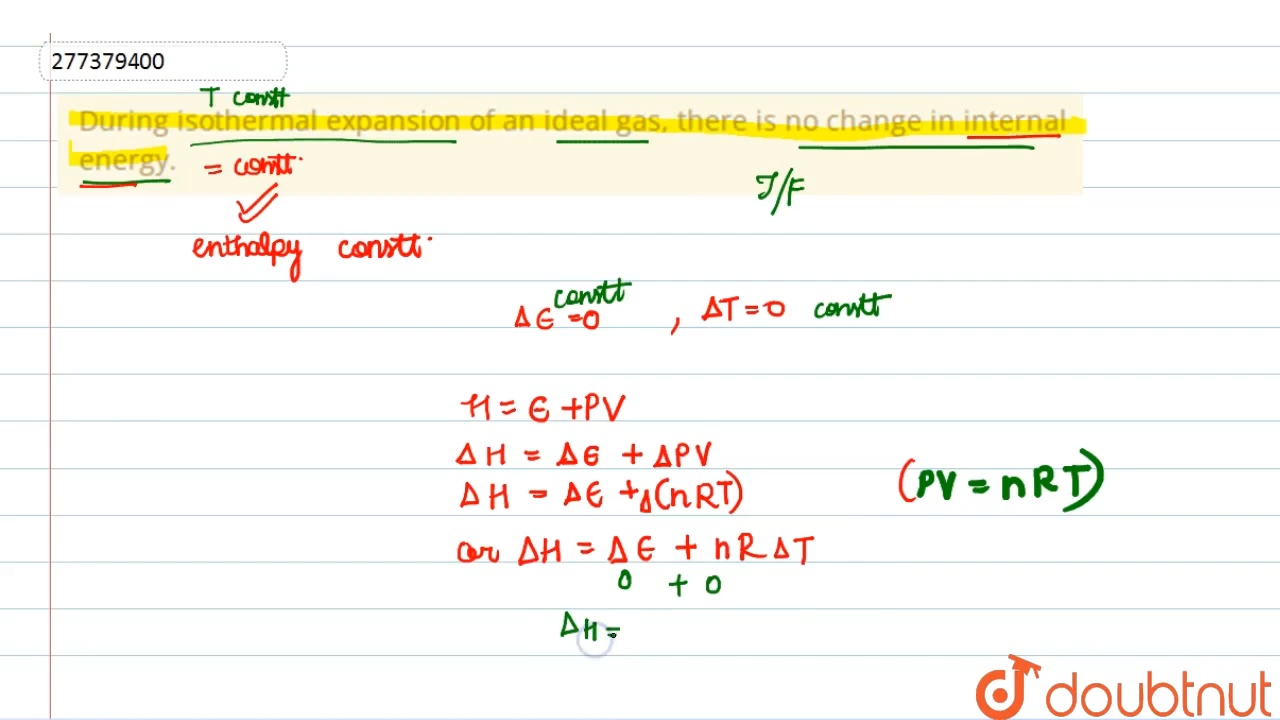 277379400
T constt
During isothermal expansion of an ideal gas, there is no change in internal
energy.
= constt.
T/F
enthalpy constt.
constt
ΔE = 0 , ΔT = 0 constt
H = E + PV
ΔH = ΔE + ΔPV
ΔH = ΔE + Δ(nRT) (PV = nRT)
or ΔH = ΔE + nRΔT
0 + 0
ΔH =
doubtnut